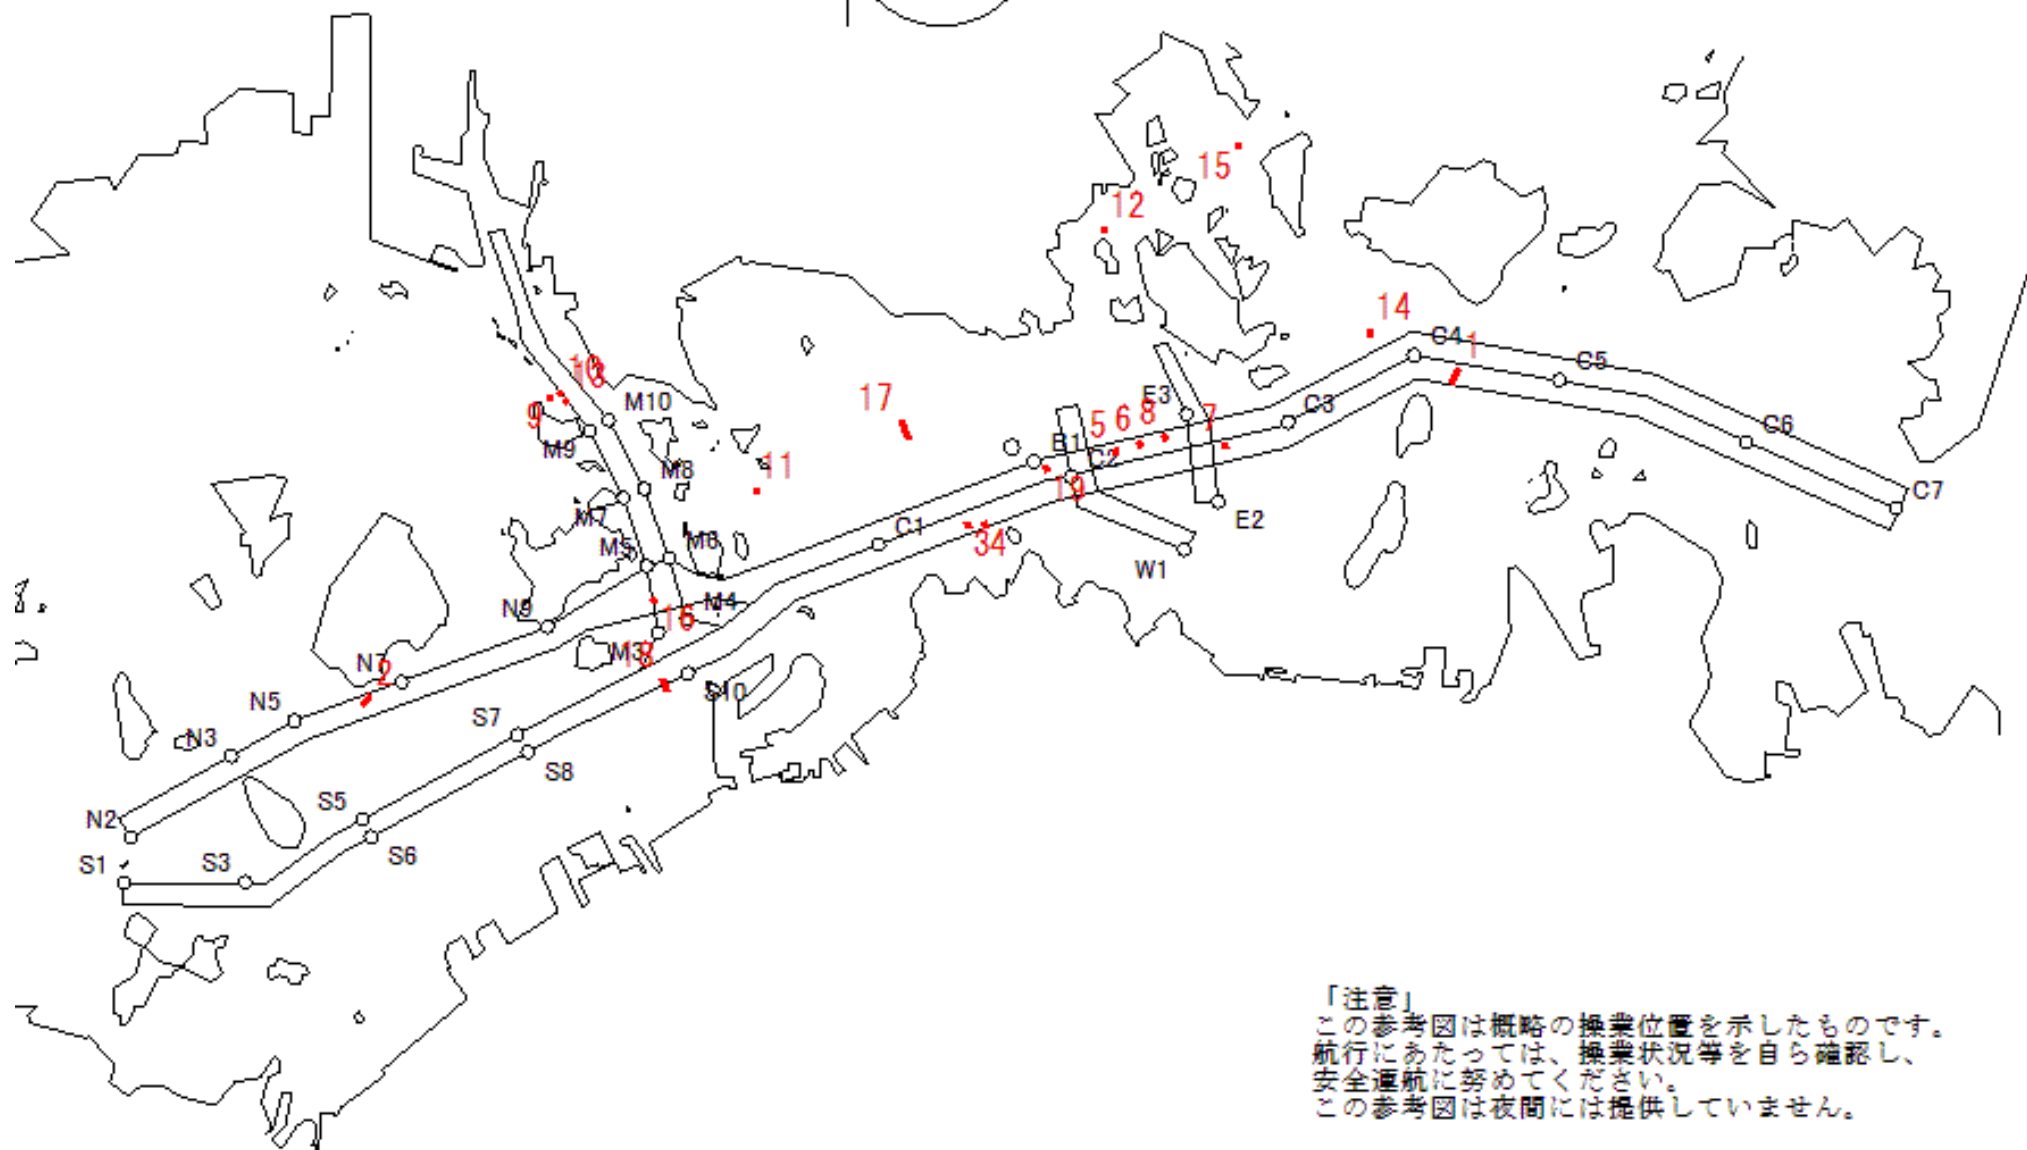 15
12
14
C4
1
C5
10
13
M10
9
17
E3
C3
5
6
8
7
B1
C6
M9
M8
11
C2
19
C7
M7
C1
E2
M5
M6
34
W1
N9
M4
16
M3
18
N7
2
S10
N5
S7
N3
S8
S5
N2
S6
S1
S3
「注意」
この参考図は概略の操業位置を示したものです。
航行にあたっては、操業状況等を自ら確認し、
安全運航に努めてください。
この参考図は夜間には提供していません。